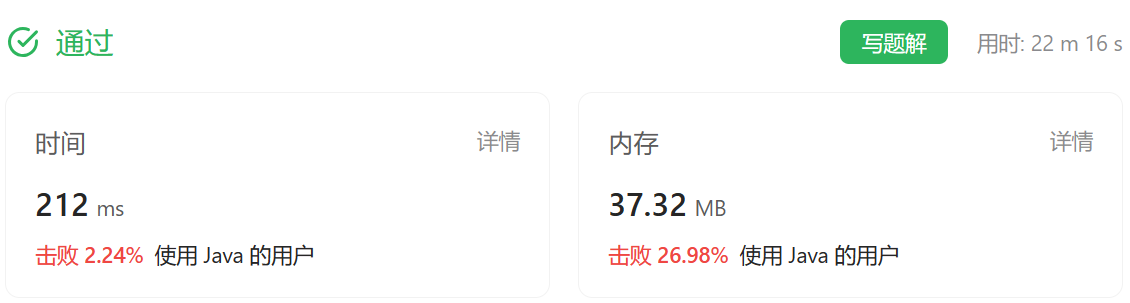 通过 写题解 用时: 22 m 16 s
时间 详情
212 ms
击败 2.24% 使用 Java 的用户
内存 详情
37.32 MB
击败 26.98% 使用 Java 的用户